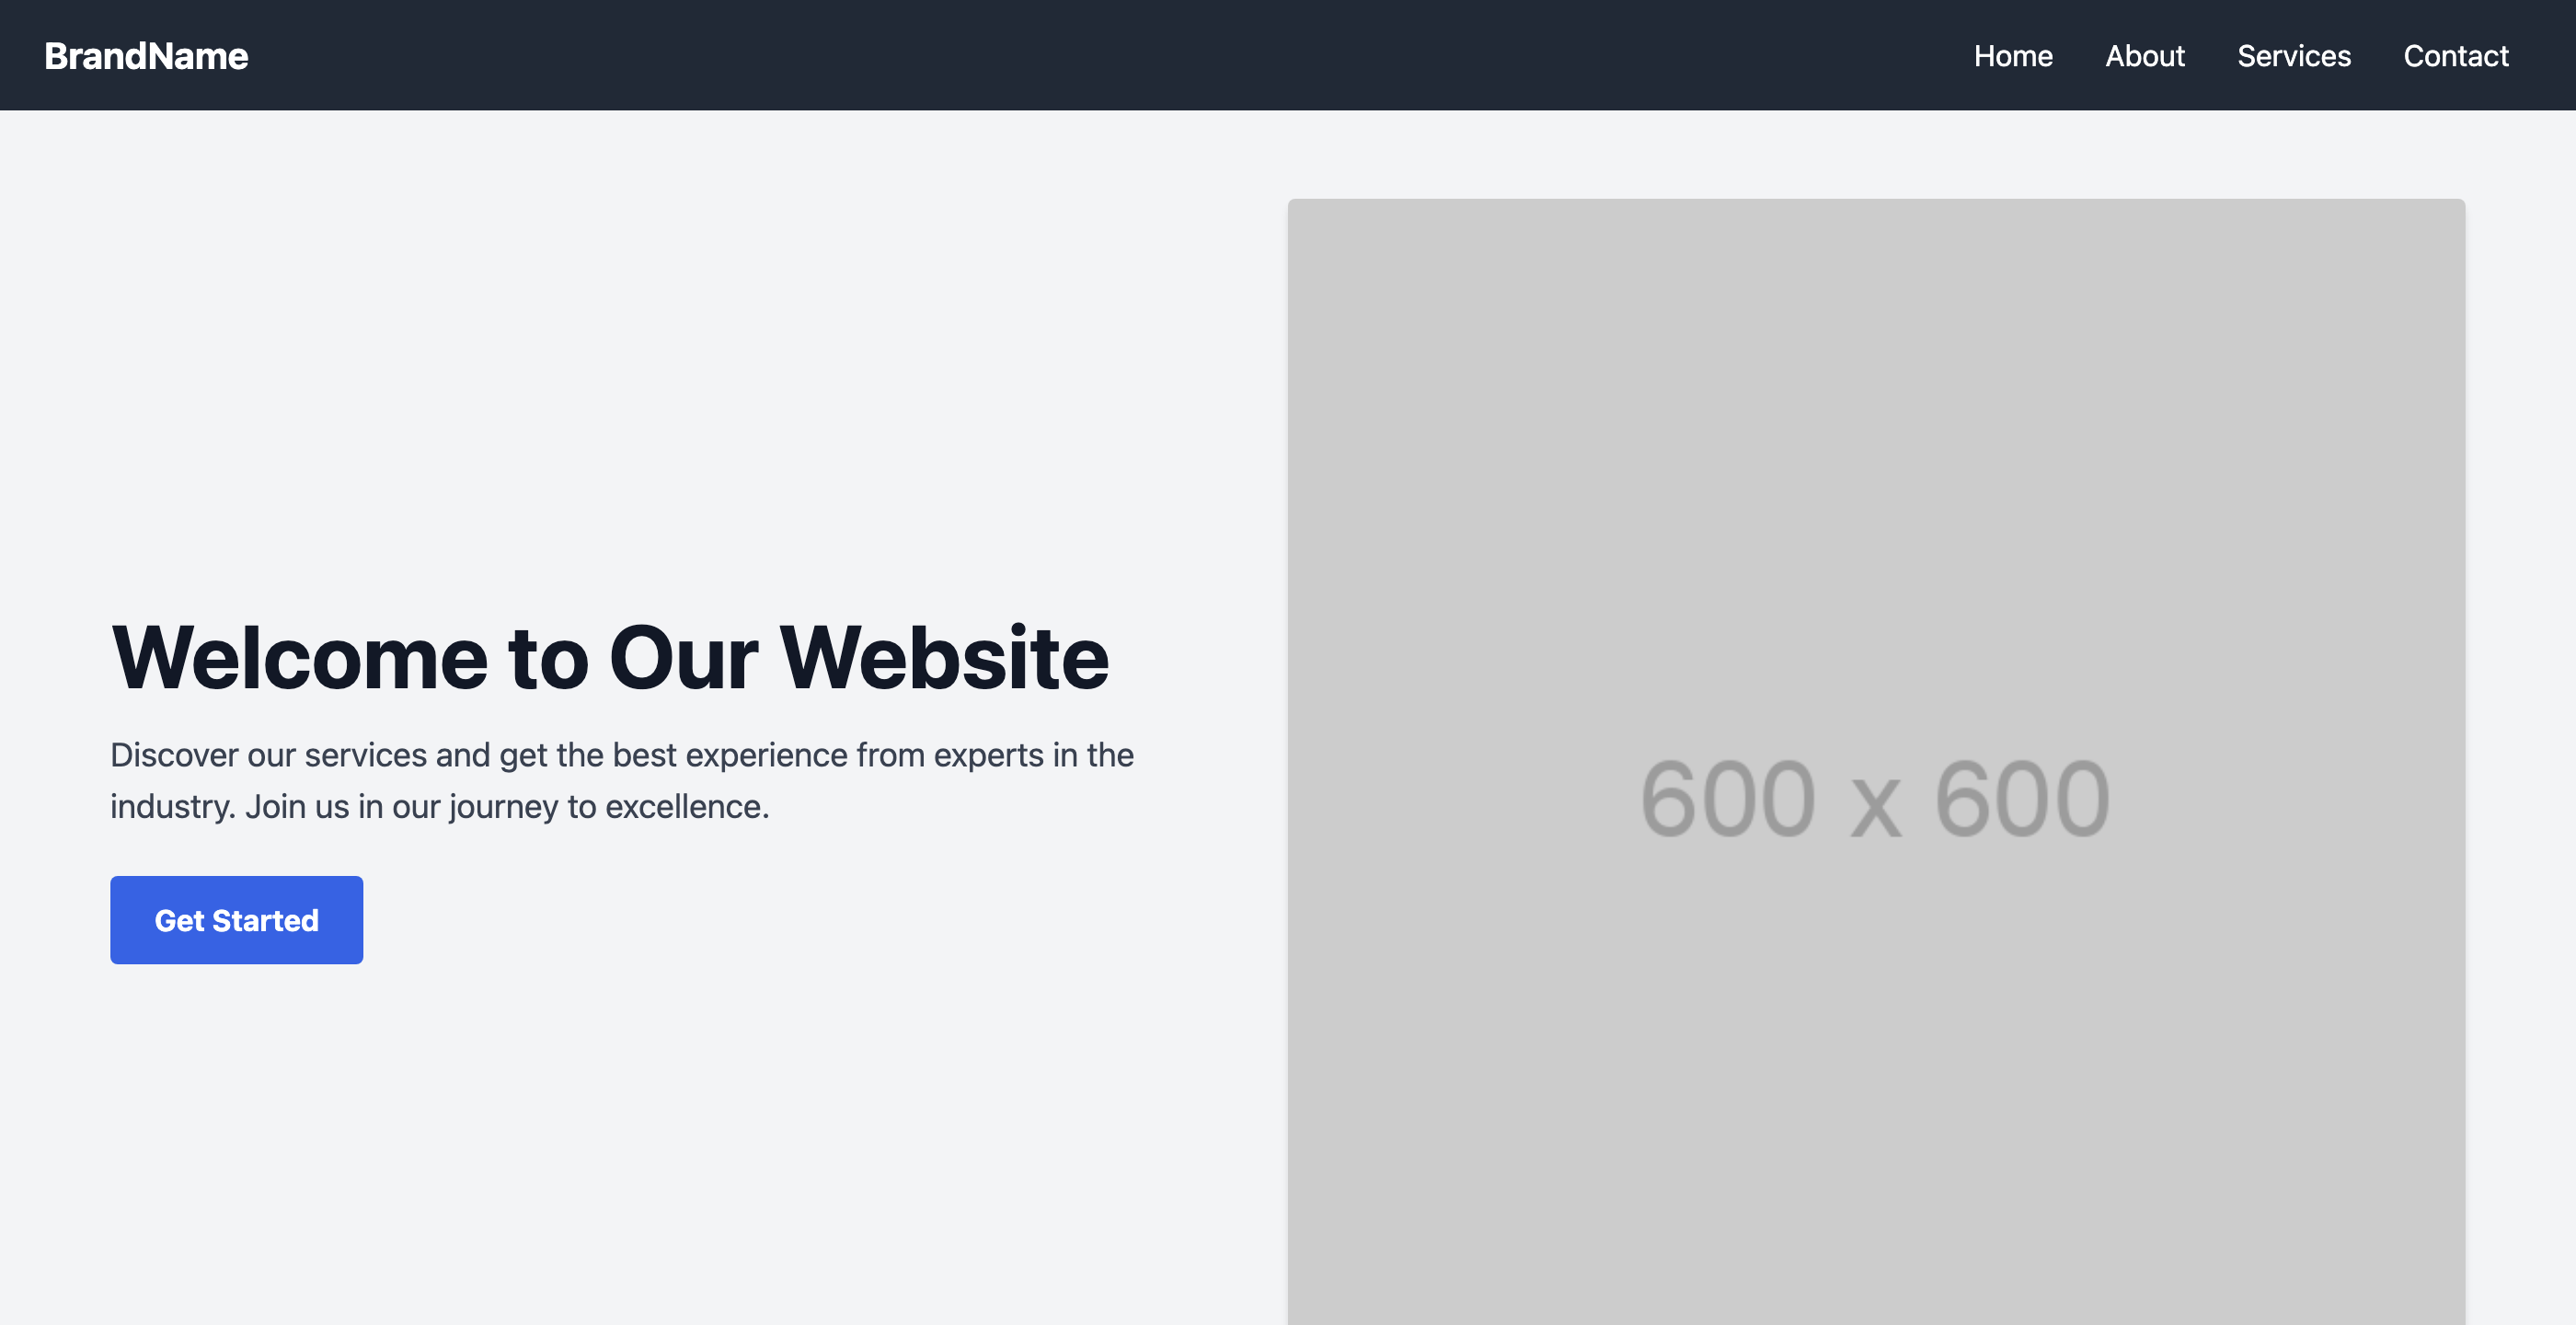 BrandName
Home About Services Contact
Welcome to Our Website
Discover our services and get the best experience from experts in the
industry. Join us in our journey to excellence.
Get Started
600 x 600